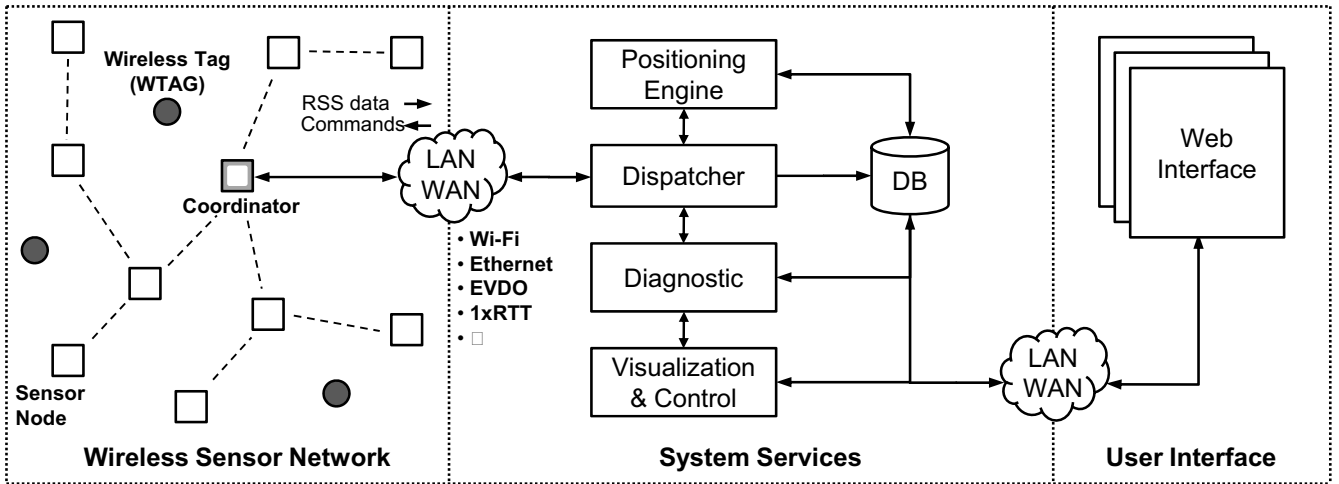 Wireless Tag
(WTAG)
RSS data
Commands
Coordinator
Sensor
Node
Wireless Sensor Network
LAN
WAN
• Wi-Fi
• Ethernet
• EVDO
• 1xRTT
• □
Positioning
Engine
Dispatcher
Diagnostic
Visualization
& Control
DB
System Services
LAN
WAN
Web
Interface
User Interface